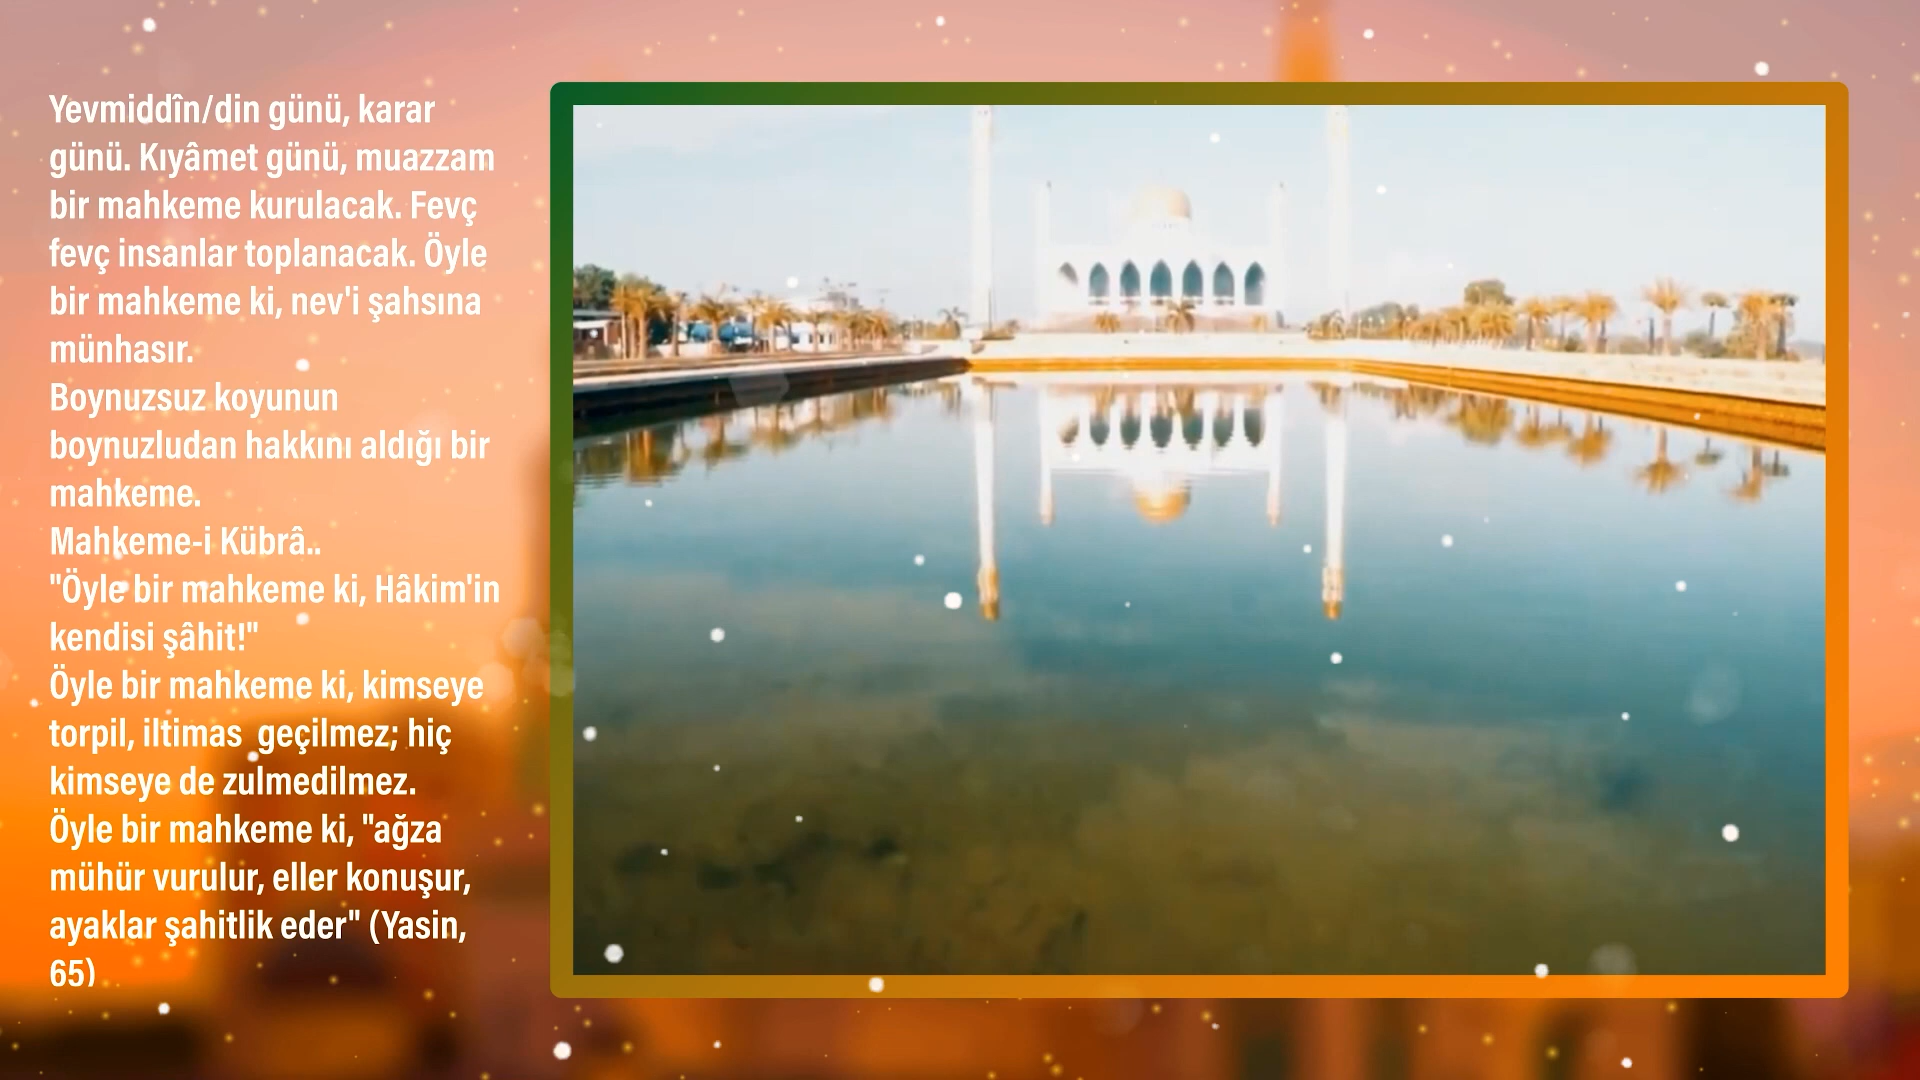 Yevmiddîn/din günü, karar
günü. Kıyâmet günü, muazzam
bir mahkeme kurulacak. Fevç
fevç insanlar toplanacak. Öyle
bir mahkeme ki, nev'i şahsına
münhasır.
Boynuzsuz koyunun
boynuzludan hakkını aldığı bir
mahkeme.
Mahkeme-i Kübrâ..
"Öyle bir mahkeme ki, Hâkim'in
kendisi şâhit!"
Öyle bir mahkeme ki, kimseye
torpil, iltimas  geçilmez; hiç
kimseye de zulmedilmez.
Öyle bir mahkeme ki, "ağza
mühür vurulur, eller konuşur,
ayaklar şahitlik eder" (Yasin,
65)